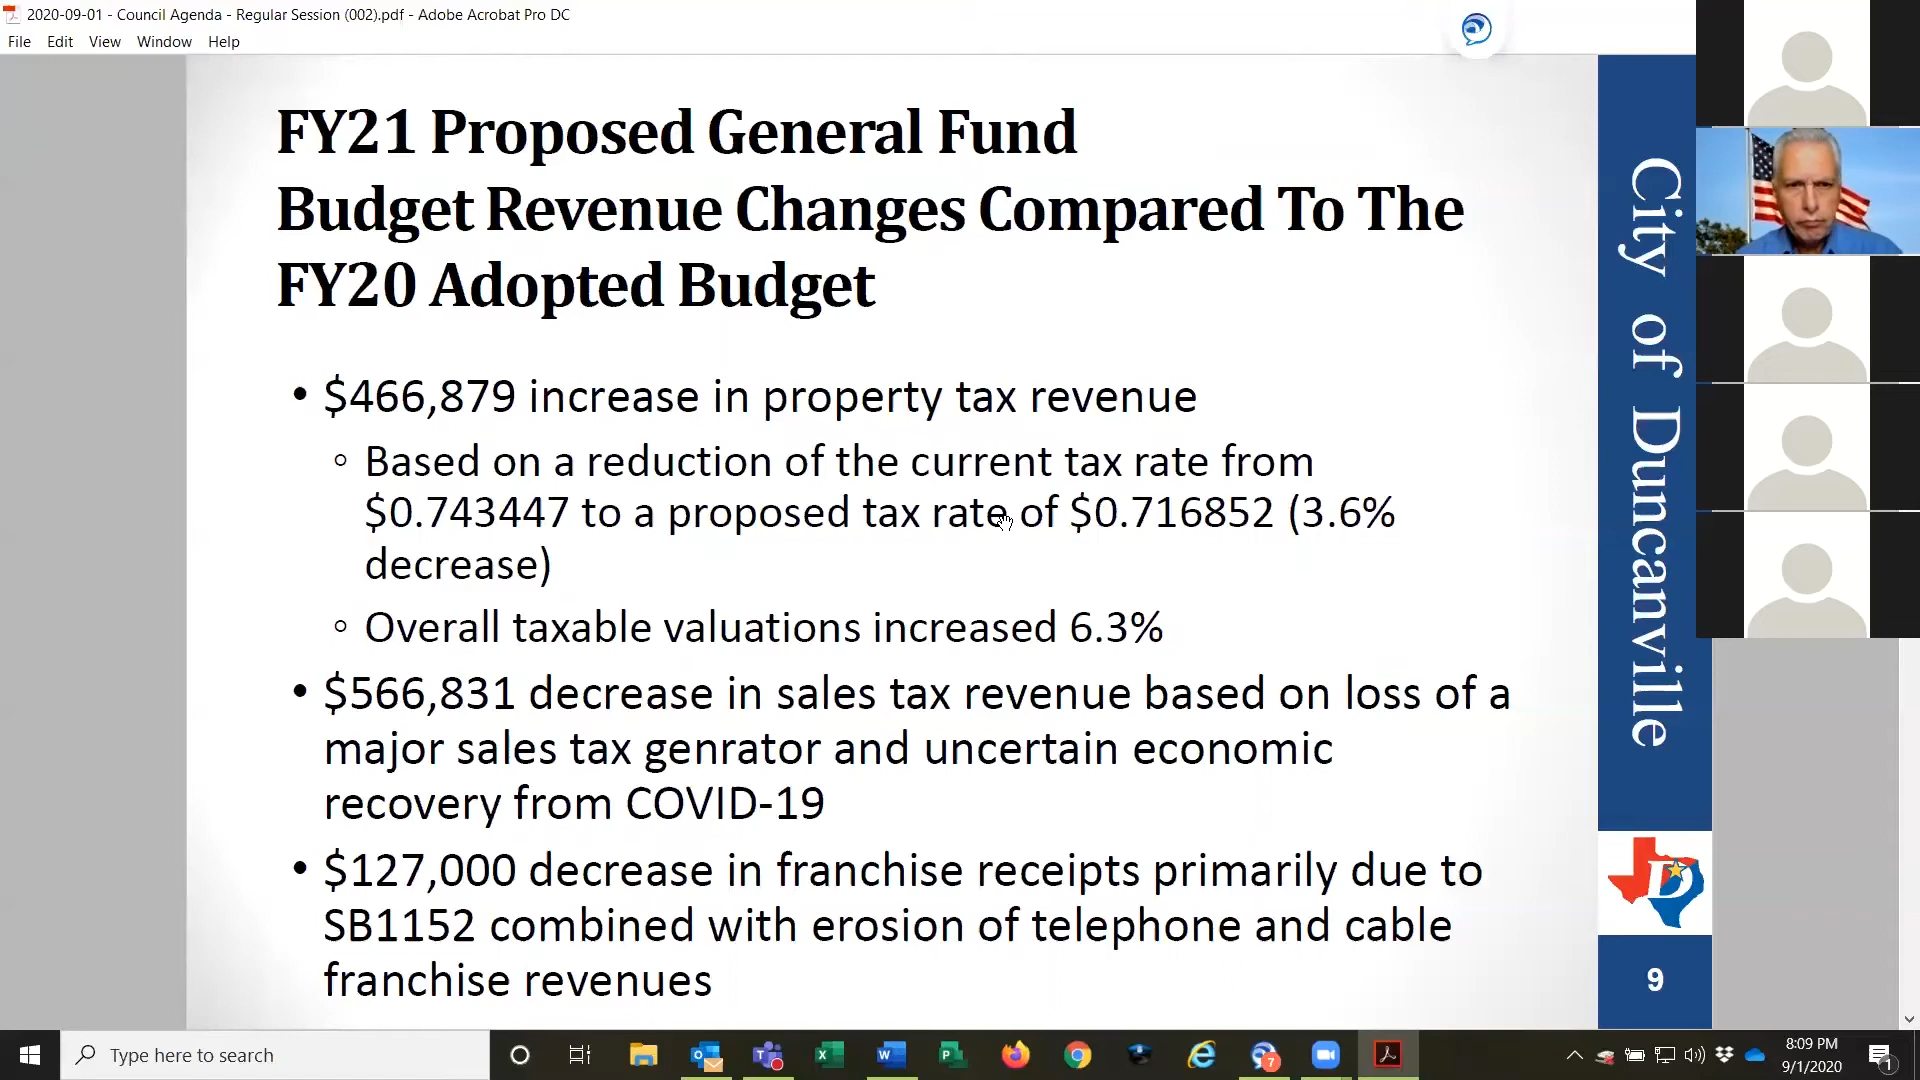 2020-09-01 - Council Agenda - Regular Session (002).pdf - Adobe Acrobat Pro DC
File Edit View Window Help
FY21 Proposed General Fund
Budget Revenue Changes Compared To The
FY20 Adopted Budget
• $466,879 increase in property tax revenue
◦ Based on a reduction of the current tax rate from
$0.743447 to a proposed tax rate of $0.716852 (3.6%
decrease)
◦ Overall taxable valuations increased 6.3%
• $566,831 decrease in sales tax revenue based on loss of a
major sales tax genrator and uncertain economic
recovery from COVID-19
• $127,000 decrease in franchise receipts primarily due to
SB1152 combined with erosion of telephone and cable
franchise revenues
City of Duncanville
D
9
Type here to search
7
8:09 PM
9/1/2020
1